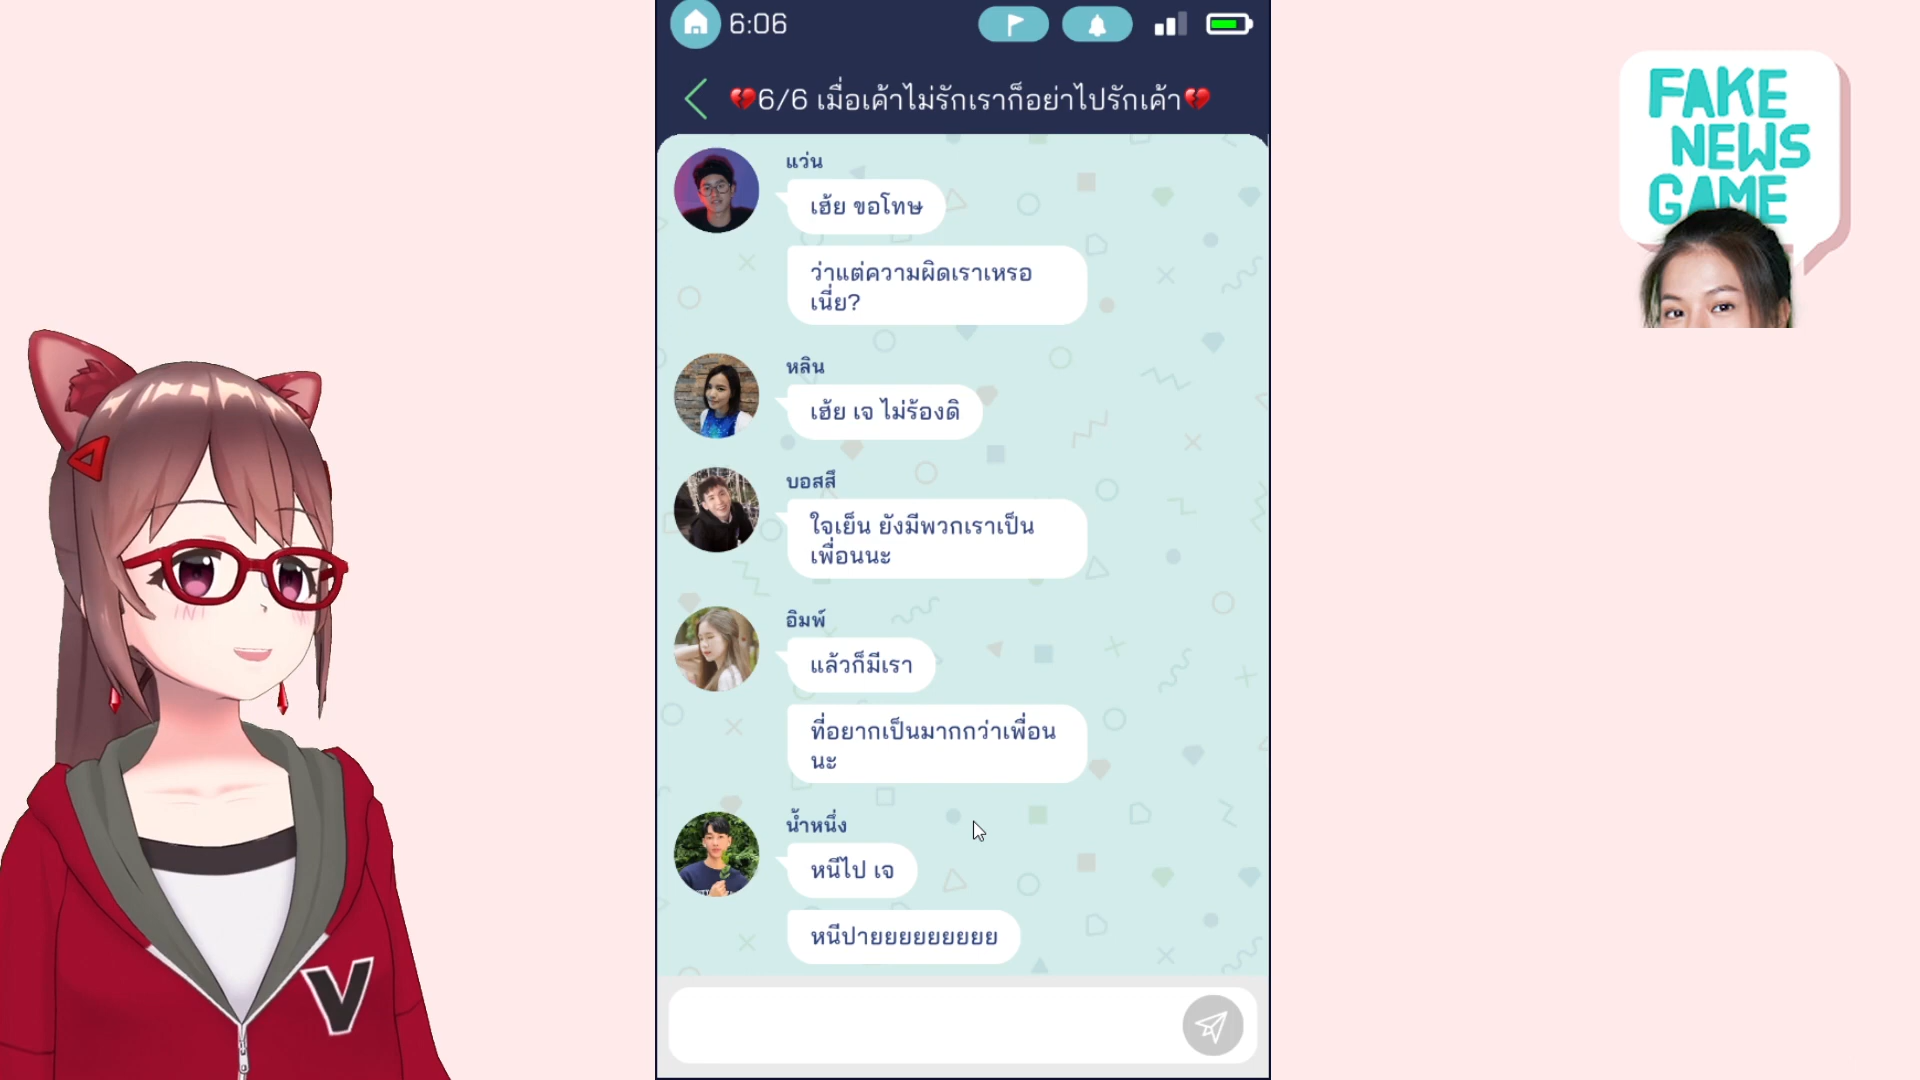 6:06
💔6/6 เมื่อเค้าไม่รักเราก็อย่าไปรักเค้า💔
แว่น
เฮ้ย ขอโทษ
ว่าแต่ความผิดเราเหรอ
เนี่ย?
หลิน
เฮ้ย เจ ไม่ร้องดิ
บอสสึ
ใจเย็น ยังมีพวกเราเป็น
เพื่อนนะ
อิมพ์
แล้วก็มีเรา
ที่อยากเป็นมากกว่าเพื่อน
นะ
น้ำหนึ่ง
หนีไป เจ
หนีปายยยยยยยยย
FAKE
NEWS
GAME
V